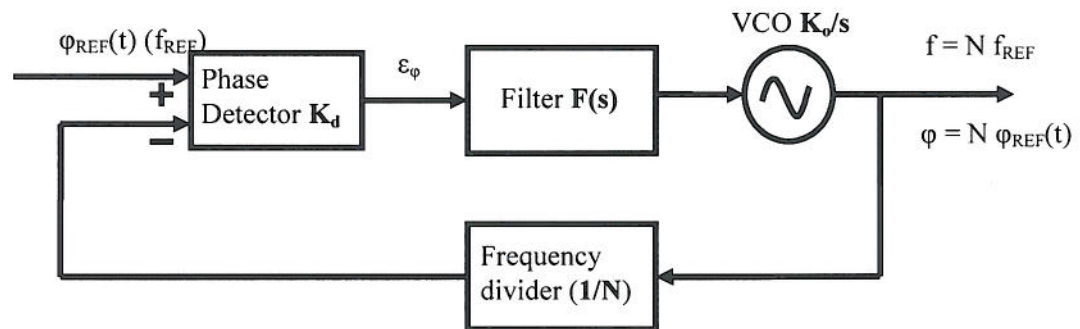 φREF(t) (fREF)
+
−
Phase
Detector Kd
εφ
Filter F(s)
VCO Ko/s
f = N fREF
φ = N φREF(t)
Frequency
divider (1/N)